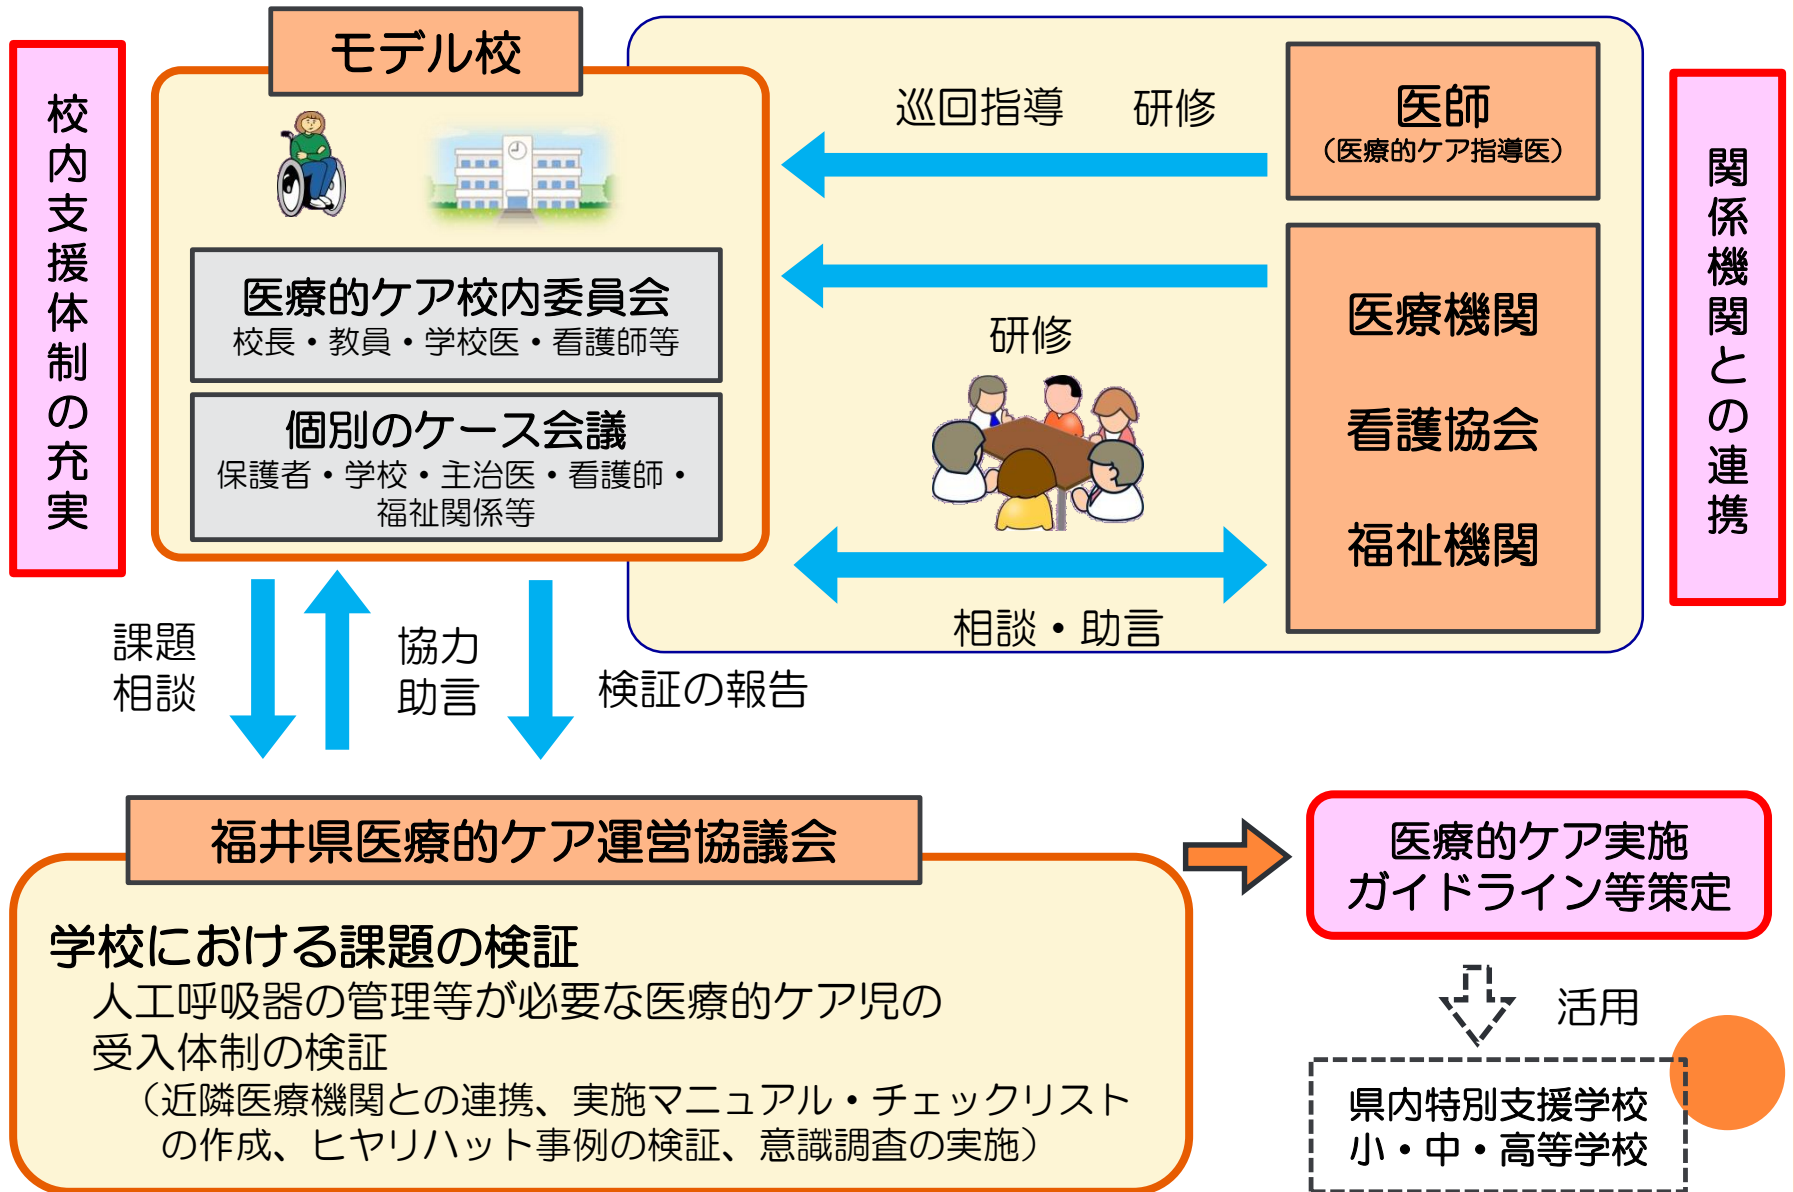 モデル校
校内支援体制の充実
医療的ケア校内委員会
校長・教員・学校医・看護師等
個別のケース会議
保護者・学校・主治医・看護師・
福祉関係等
巡回指導　研修
医師
（医療的ケア指導医）
研修
医療機関
看護協会
福祉機関
相談・助言
関係機関との連携
課題
相談
協力
助言
検証の報告
福井県医療的ケア運営協議会
学校における課題の検証
人工呼吸器の管理等が必要な医療的ケア児の
受入体制の検証
（近隣医療機関との連携、実施マニュアル・チェックリスト
の作成、ヒヤリハット事例の検証、意識調査の実施）
医療的ケア実施
ガイドライン等策定
活用
県内特別支援学校
小・中・高等学校